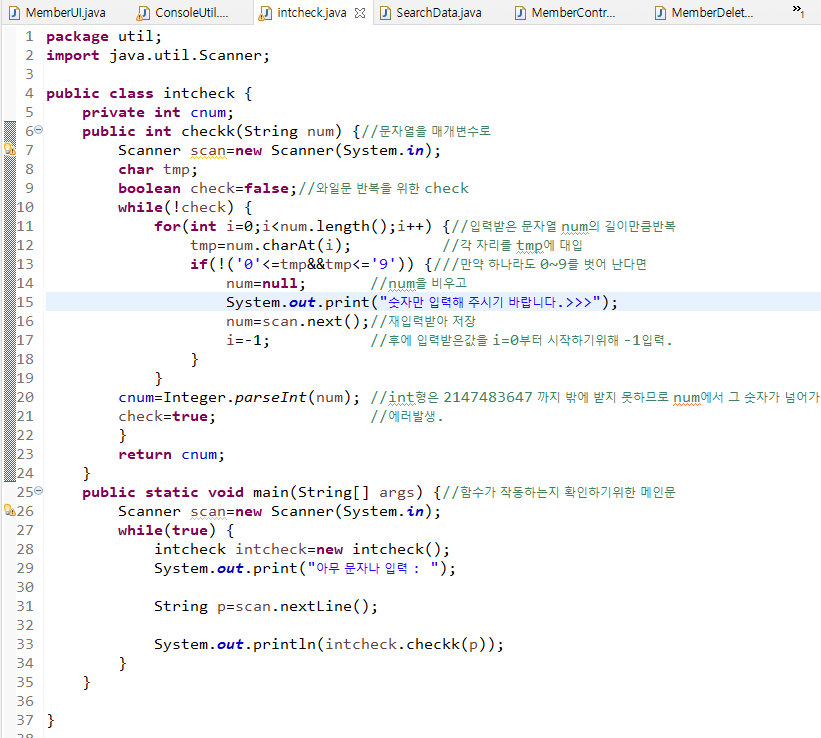 MemberUI.java ConsoleUtil.... intcheck.java SearchData.java MemberContr... MemberDelet... »1
1 package util;
2 import java.util.Scanner;
3
4 public class intcheck {
5 private int cnum;
6 public int checkk(String num) {//문자열을 매개변수로
7 Scanner scan=new Scanner(System.in);
8 char tmp;
9 boolean check=false;//와일문 반복을 위한 check
10 while(!check) {
11 for(int i=0;i<num.length();i++) {//입력받은 문자열 num의 길이만큼반복
12 tmp=num.charAt(i); //각 자리를 tmp에 대입
13 if(!('0'<=tmp&&tmp<='9')) {///만약 하나라도 0~9를 벗어 난다면
14 num=null; //num을 비우고
15 System.out.print("숫자만 입력해 주시기 바랍니다.>>>");
16 num=scan.next();//재입력받아 저장
17 i=-1; //후에 입력받은값을 i=0부터 시작하기위해 -1입력.
18 }
19 }
20 cnum=Integer.parseInt(num); //int형은 2147483647 까지 밖에 받지 못하므로 num에서 그 숫자가 넘어가
21 check=true; //에러발생.
22 }
23 return cnum;
24 }
25 public static void main(String[] args) {//함수가 작동하는지 확인하기위한 메인문
26 Scanner scan=new Scanner(System.in);
27 while(true) {
28 intcheck intcheck=new intcheck();
29 System.out.print("아무 문자나 입력 : ");
30
31 String p=scan.nextLine();
32
33 System.out.println(intcheck.checkk(p));
34 }
35 }
36
37 }
38